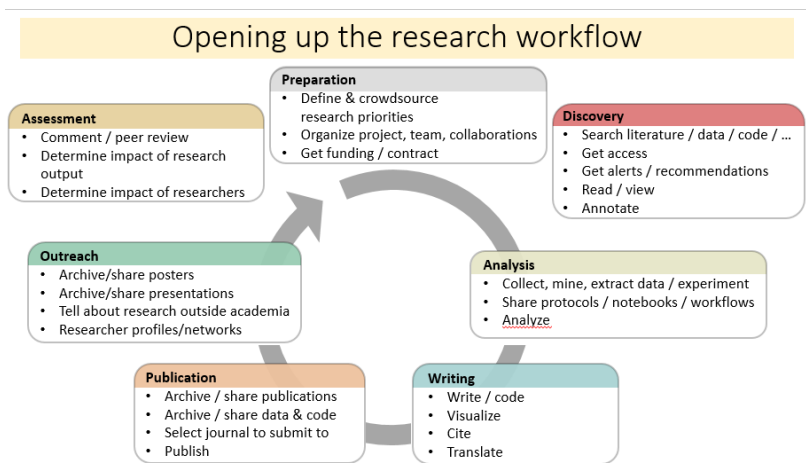 Opening up the research workflow
Preparation
• Define & crowdsource
research priorities
• Organize project, team, collaborations
• Get funding / contract
Discovery
• Search literature / data / code / …
• Get access
• Get alerts / recommendations
• Read / view
• Annotate
Analysis
• Collect, mine, extract data / experiment
• Share protocols / notebooks / workflows
• Analyze
Writing
• Write / code
• Visualize
• Cite
• Translate
Publication
• Archive / share publications
• Archive / share data & code
• Select journal to submit to
• Publish
Outreach
• Archive/share posters
• Archive/share presentations
• Tell about research outside academia
• Researcher profiles/networks
Assessment
• Comment / peer review
• Determine impact of research
output
• Determine impact of researchers